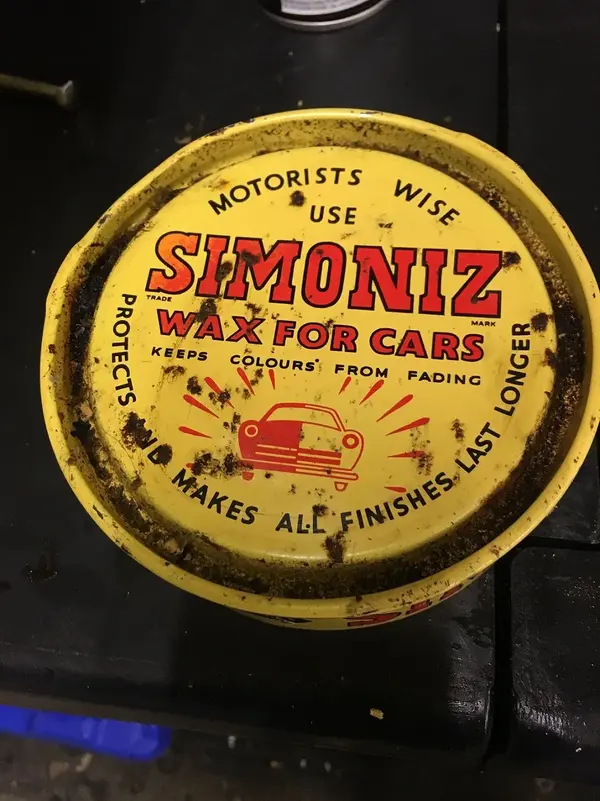 MOTORISTS WISE
USE
SIMONIZ
TRADE MARK
WAX FOR CARS
KEEPS COLOURS FROM FADING
PROTECTS AND MAKES ALL FINISHES LAST LONGER